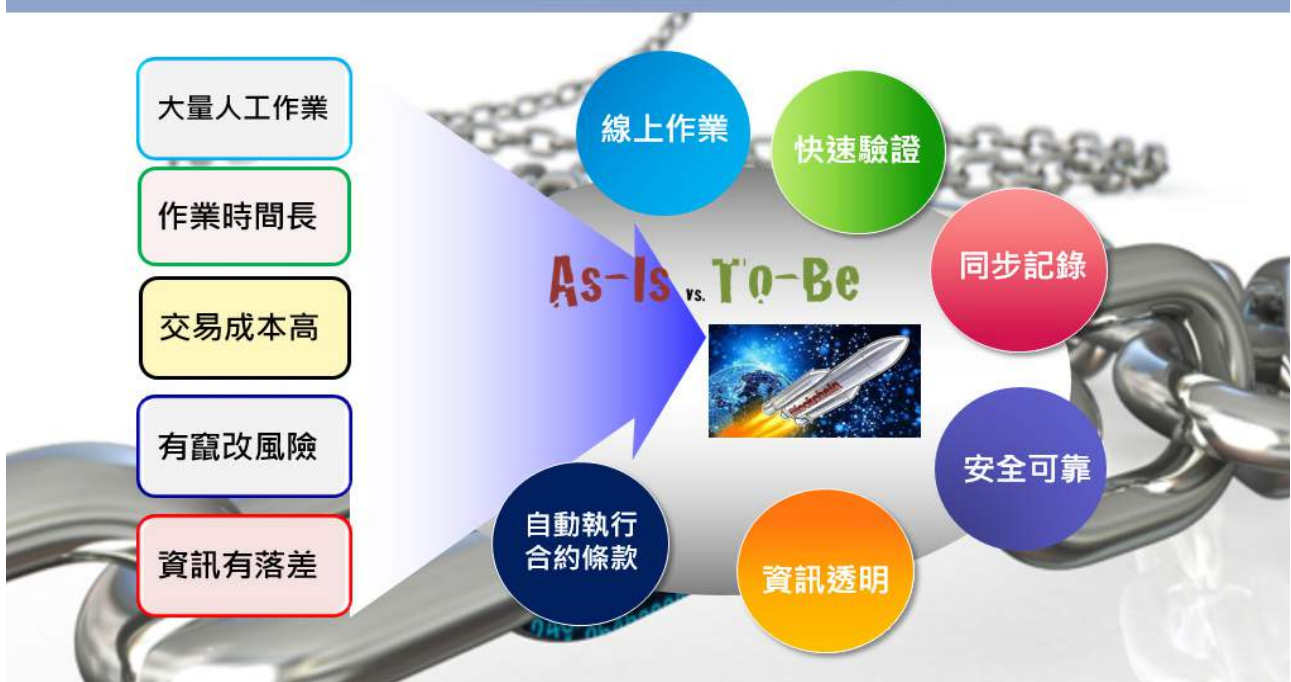 大量人工作業
作業時間長
交易成本高
有竄改風險
資訊有落差
As-Is vs. To-Be
Blockchain
線上作業
快速驗證
同步記錄
安全可靠
資訊透明
自動執行
合約條款